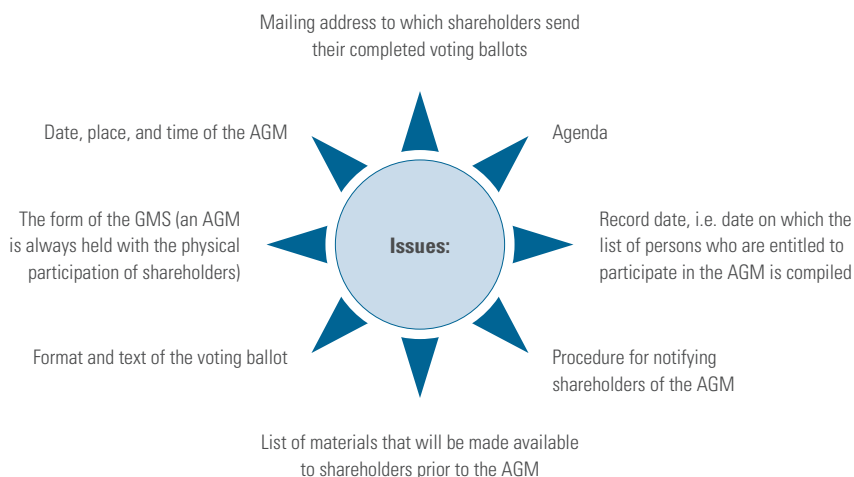 Mailing address to which shareholders send
their completed voting ballots
Date, place, and time of the AGM
Agenda
The form of the GMS (an AGM
is always held with the physical
participation of shareholders)
Issues:
Record date, i.e. date on which the
list of persons who are entitled to
participate in the AGM is compiled
Format and text of the voting ballot
Procedure for notifying
shareholders of the AGM
List of materials that will be made available
to shareholders prior to the AGM